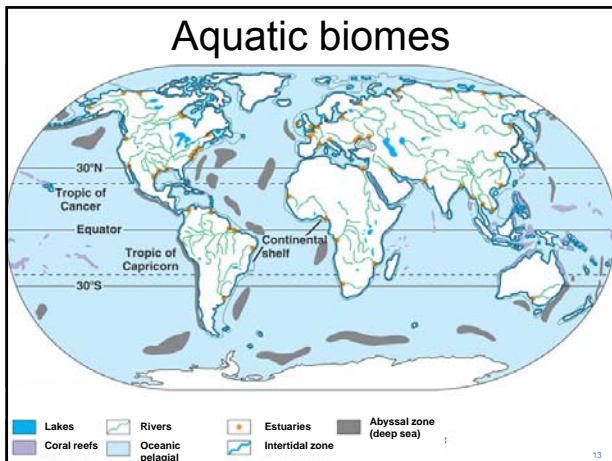 Aquatic biomes
30°N
Tropic of
Cancer
Equator
Continental
shelf
Tropic of
Capricorn
30°S
Lakes
Rivers
Estuaries
Abyssal zone
(deep sea)
Coral reefs
Oceanic
pelagial
Intertidal zone
13